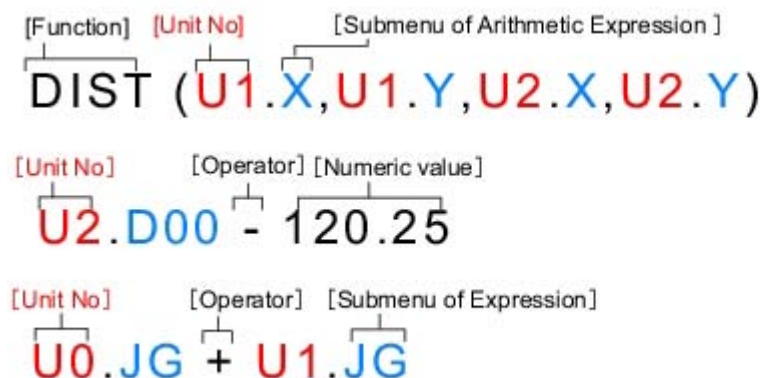 [Function] [Unit No] [Submenu of Arithmetic Expression ]
DIST (U1.X,U1.Y,U2.X,U2.Y)
[Unit No] [Operator] [Numeric value]
U2.D00 - 120.25
[Unit No] [Operator] [Submenu of Expression]
U0.JG + U1.JG